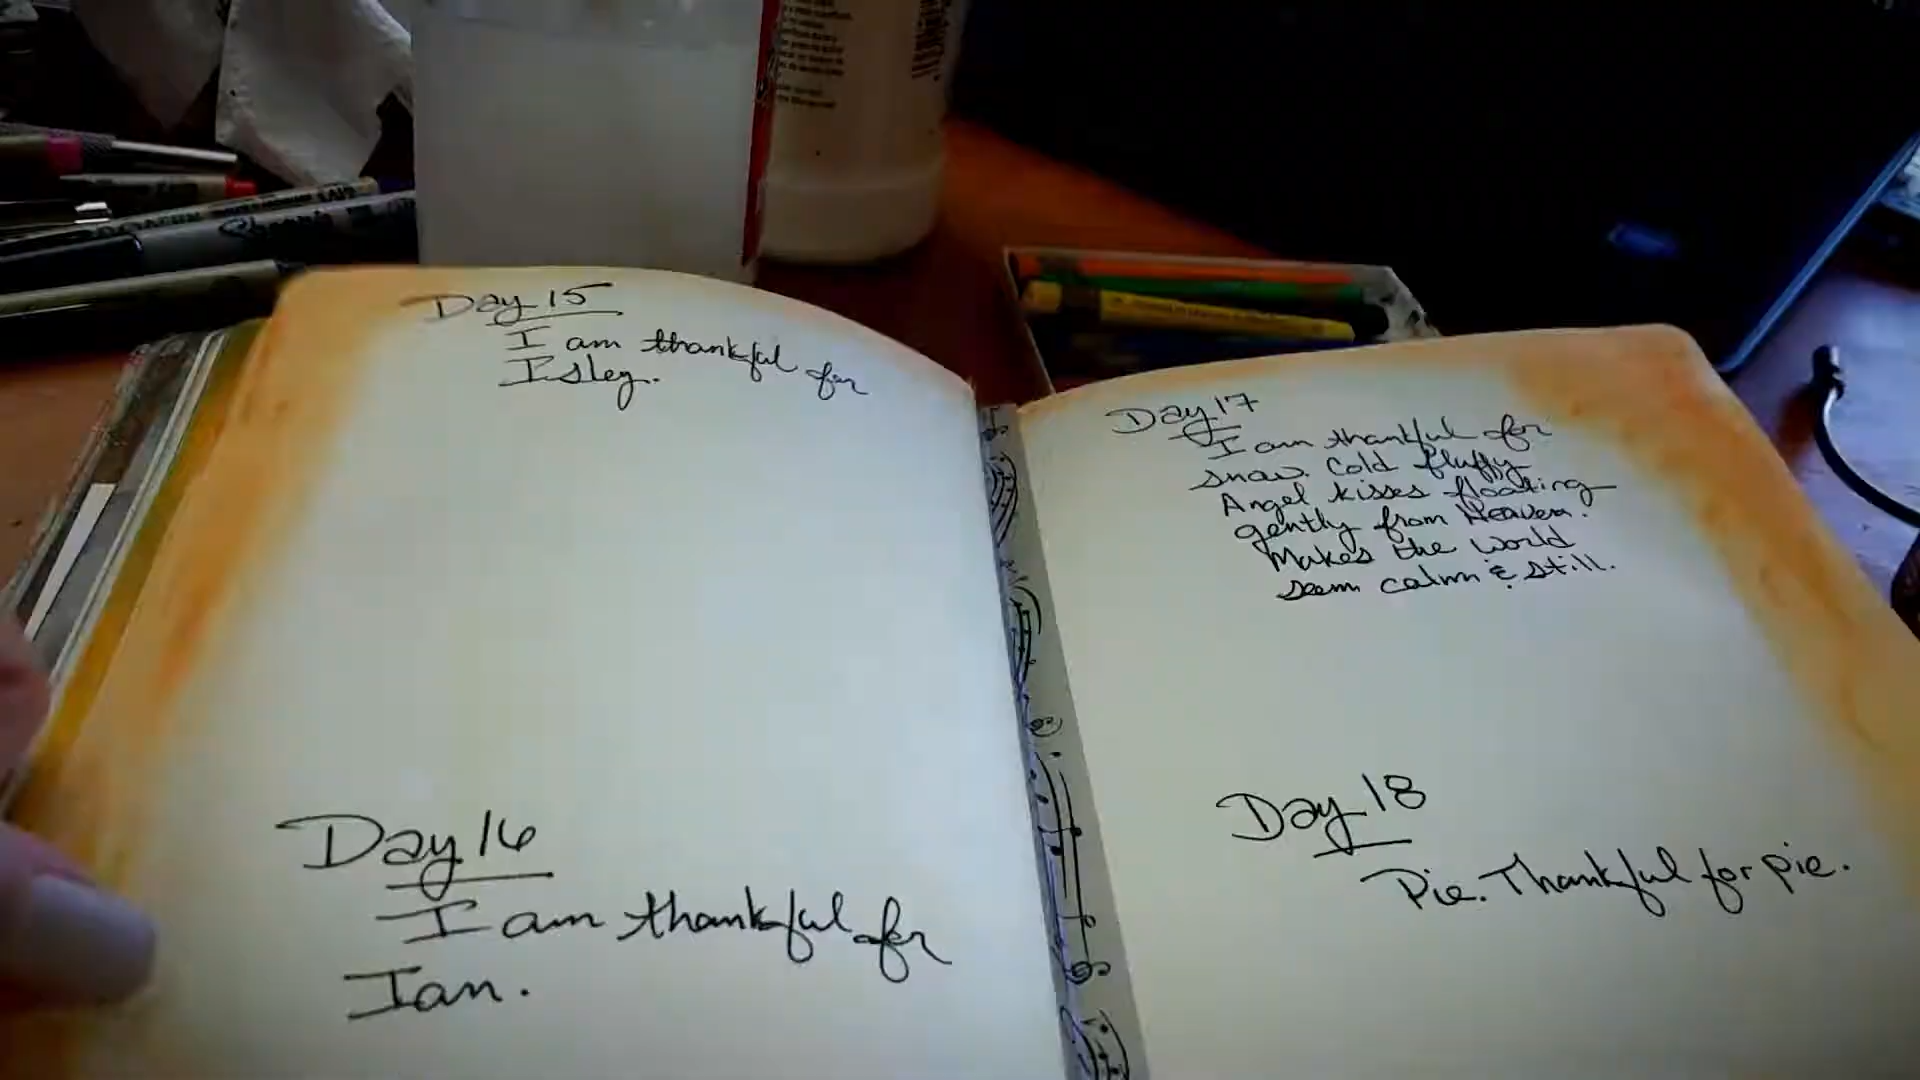 Day 15
I am thankful for
Isley.
Day 16
I am thankful for
Ian.
Day 17
I am thankful for
snow. Cold fluffy
Angel kisses floating
gently from Heaven.
Makes the world
seem calm & still.
Day 18
Pie. Thankful for pie.
Sharpie